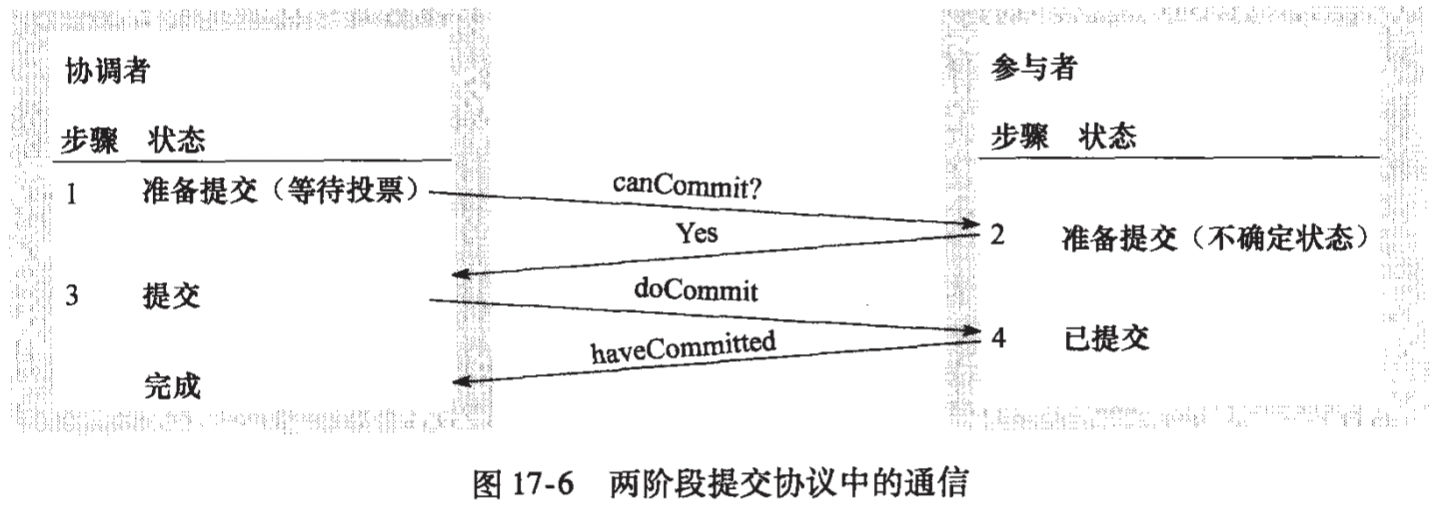 协调者
步骤 状态
1 准备提交（等待投票）
3 提交
完成
canCommit?
Yes
doCommit
haveCommitted
参与者
步骤 状态
2 准备提交（不确定状态）
4 已提交
图 17-6 两阶段提交协议中的通信